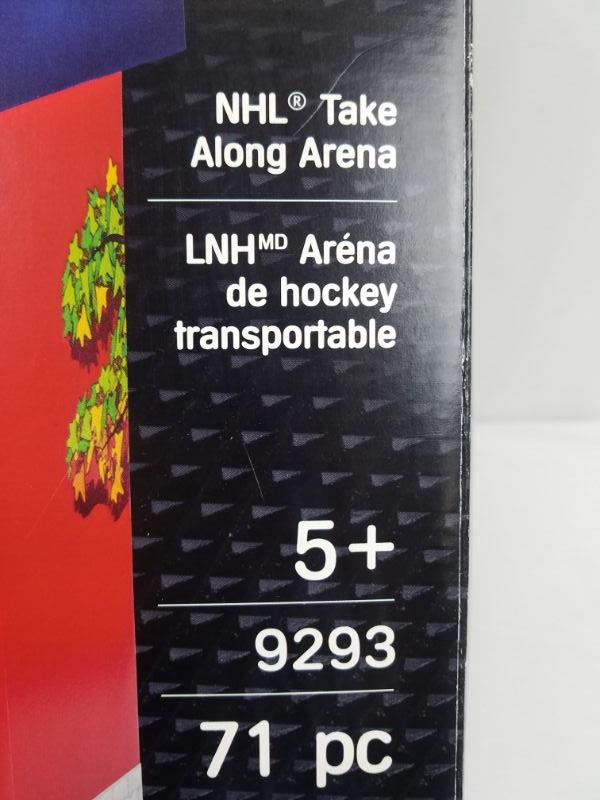 NHL® Take
Along Arena
LNHᴹᴰ Aréna
de hockey
transportable
5+
9293
71 pc